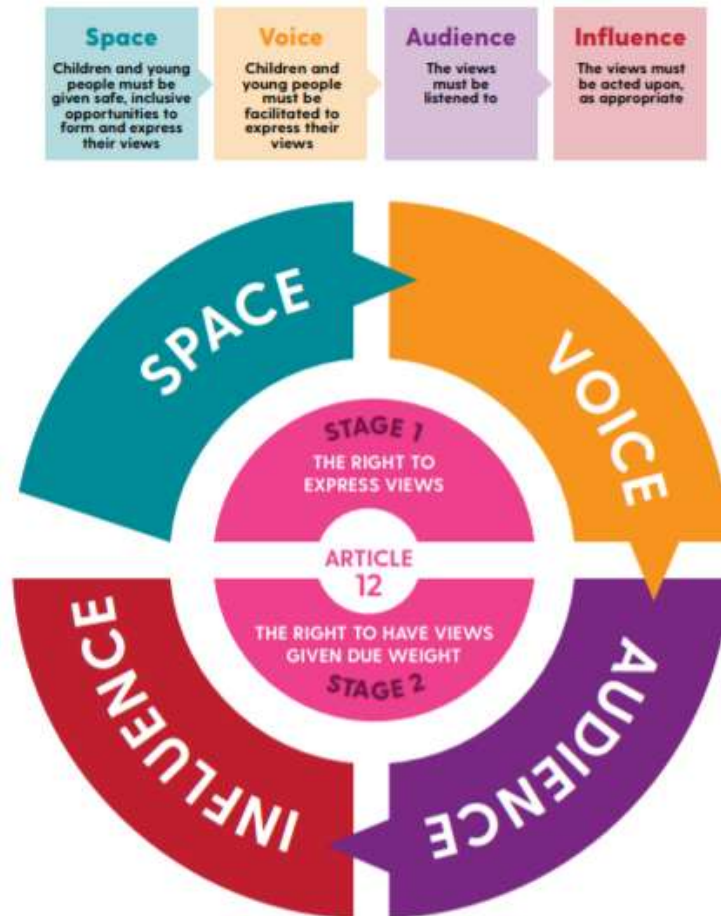 Space
Children and young
people must be
given safe, inclusive
opportunities to
form and express
their views
Voice
Children and
young people
must be
facilitated to
express their
views
Audience
The views
must be
listened to
Influence
The views must
be acted upon,
as appropriate
SPACE
VOICE
STAGE 1
THE RIGHT TO
EXPRESS VIEWS
ARTICLE
12
THE RIGHT TO HAVE VIEWS
GIVEN DUE WEIGHT
STAGE 2
AUDIENCE
INFLUENCE